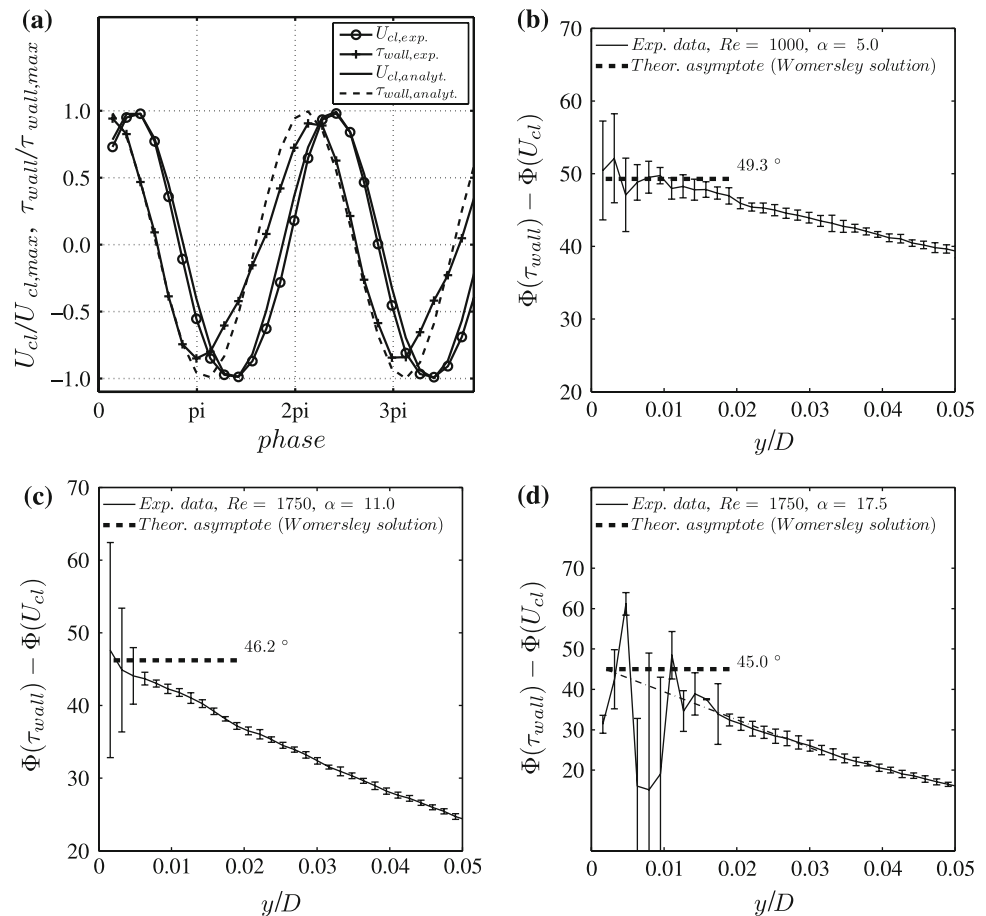 (a)
U_cl,exp.
τ_wall,exp.
U_cl,analyt.
τ_wall,analyt.
U_cl/U_cl,max, τ_wall/τ_wall,max
1.0
0.5
0.0
−0.5
−1.0
0 pi 2pi 3pi
phase
(b)
Exp. data, Re = 1000, α = 5.0
Theor. asymptote (Womersley solution)
49.3 °
Φ(τ_wall) − Φ(U_cl)
70
60
50
40
30
20
0 0.01 0.02 0.03 0.04 0.05
y/D
(c)
Exp. data, Re = 1750, α = 11.0
Theor. asymptote (Womersley solution)
46.2 °
Φ(τ_wall) − Φ(U_cl)
70
60
50
40
30
20
0 0.01 0.02 0.03 0.04 0.05
y/D
(d)
Exp. data, Re = 1750, α = 17.5
Theor. asymptote (Womersley solution)
45.0 °
Φ(τ_wall) − Φ(U_cl)
70
60
50
40
30
20
0 0.01 0.02 0.03 0.04 0.05
y/D